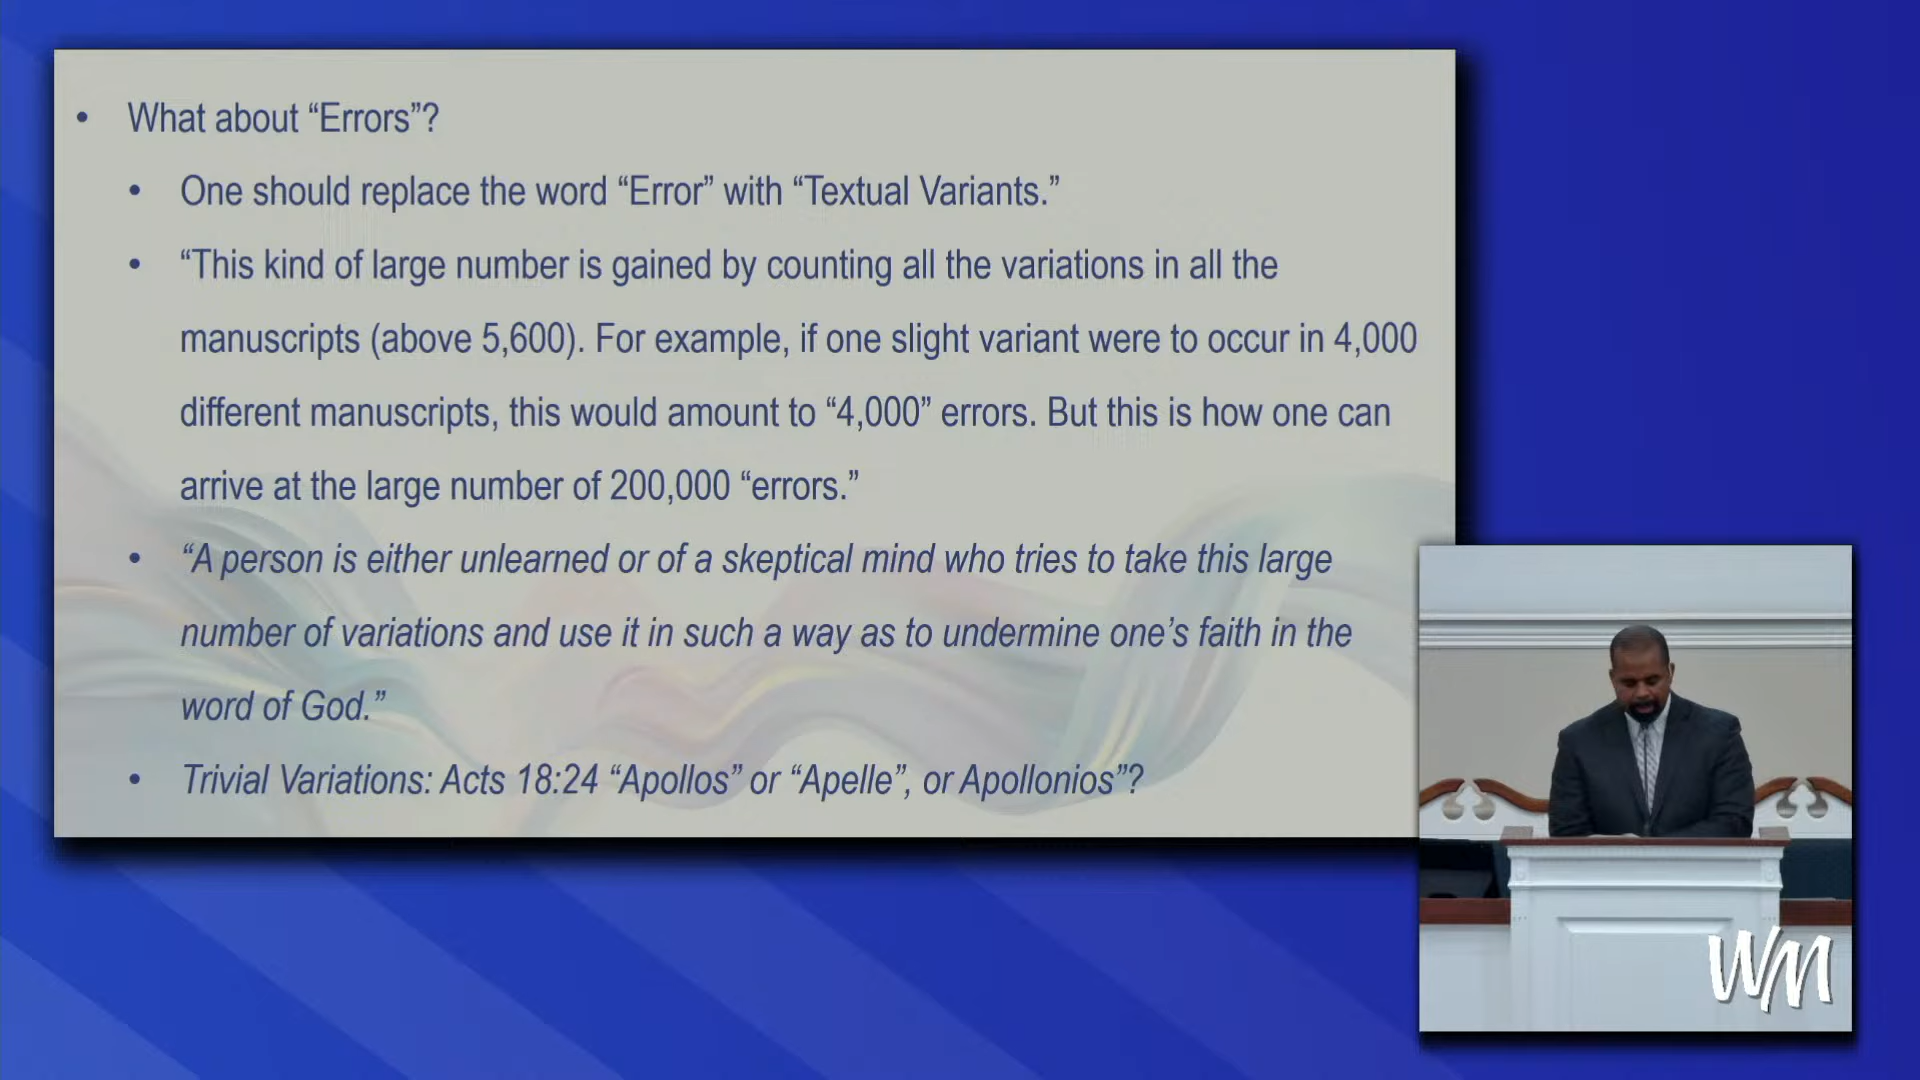 • What about “Errors”?
• One should replace the word “Error” with “Textual Variants.”
• “This kind of large number is gained by counting all the variations in all the
manuscripts (above 5,600). For example, if one slight variant were to occur in 4,000
different manuscripts, this would amount to “4,000” errors. But this is how one can
arrive at the large number of 200,000 “errors.”
• “A person is either unlearned or of a skeptical mind who tries to take this large
number of variations and use it in such a way as to undermine one’s faith in the
word of God.”
• Trivial Variations: Acts 18:24 “Apollos” or “Apelle”, or Apollonios”?
WM